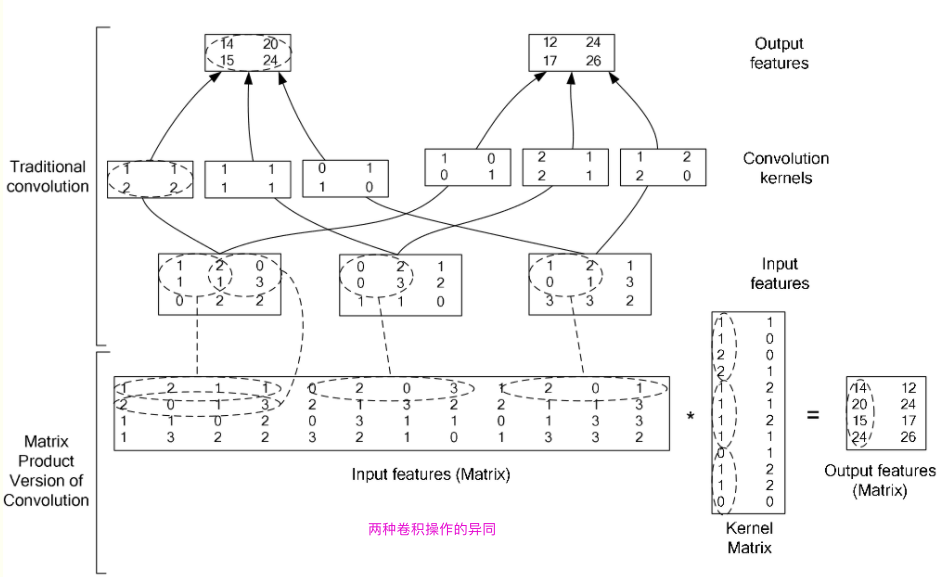 14 20
15 24
12 24
17 26
Output
features
Traditional
convolution
1 1
2 2
1 1
1 1
0 1
1 0
1 0
0 1
2 1
2 1
1 2
2 0
Convolution
kernels
1 2 0
1 1 3
0 2 2
0 2 1
0 3 2
1 1 0
1 2 1
0 1 3
3 3 2
Input
features
Matrix
Product
Version of
Convolution
1 2 1 1 0 2 0 3 1 2 0 1
2 0 1 3 2 1 3 2 2 1 1 3
1 1 0 2 0 3 1 1 0 1 3 3
1 3 2 2 3 2 1 0 1 3 3 2
Input features (Matrix)
*
1 1
1 0
2 0
2 1
1 2
1 1
1 2
1 1
0 1
1 2
1 2
0 0
Kernel
Matrix
=
14 12
20 24
15 17
24 26
Output features
(Matrix)
两种卷积操作的异同